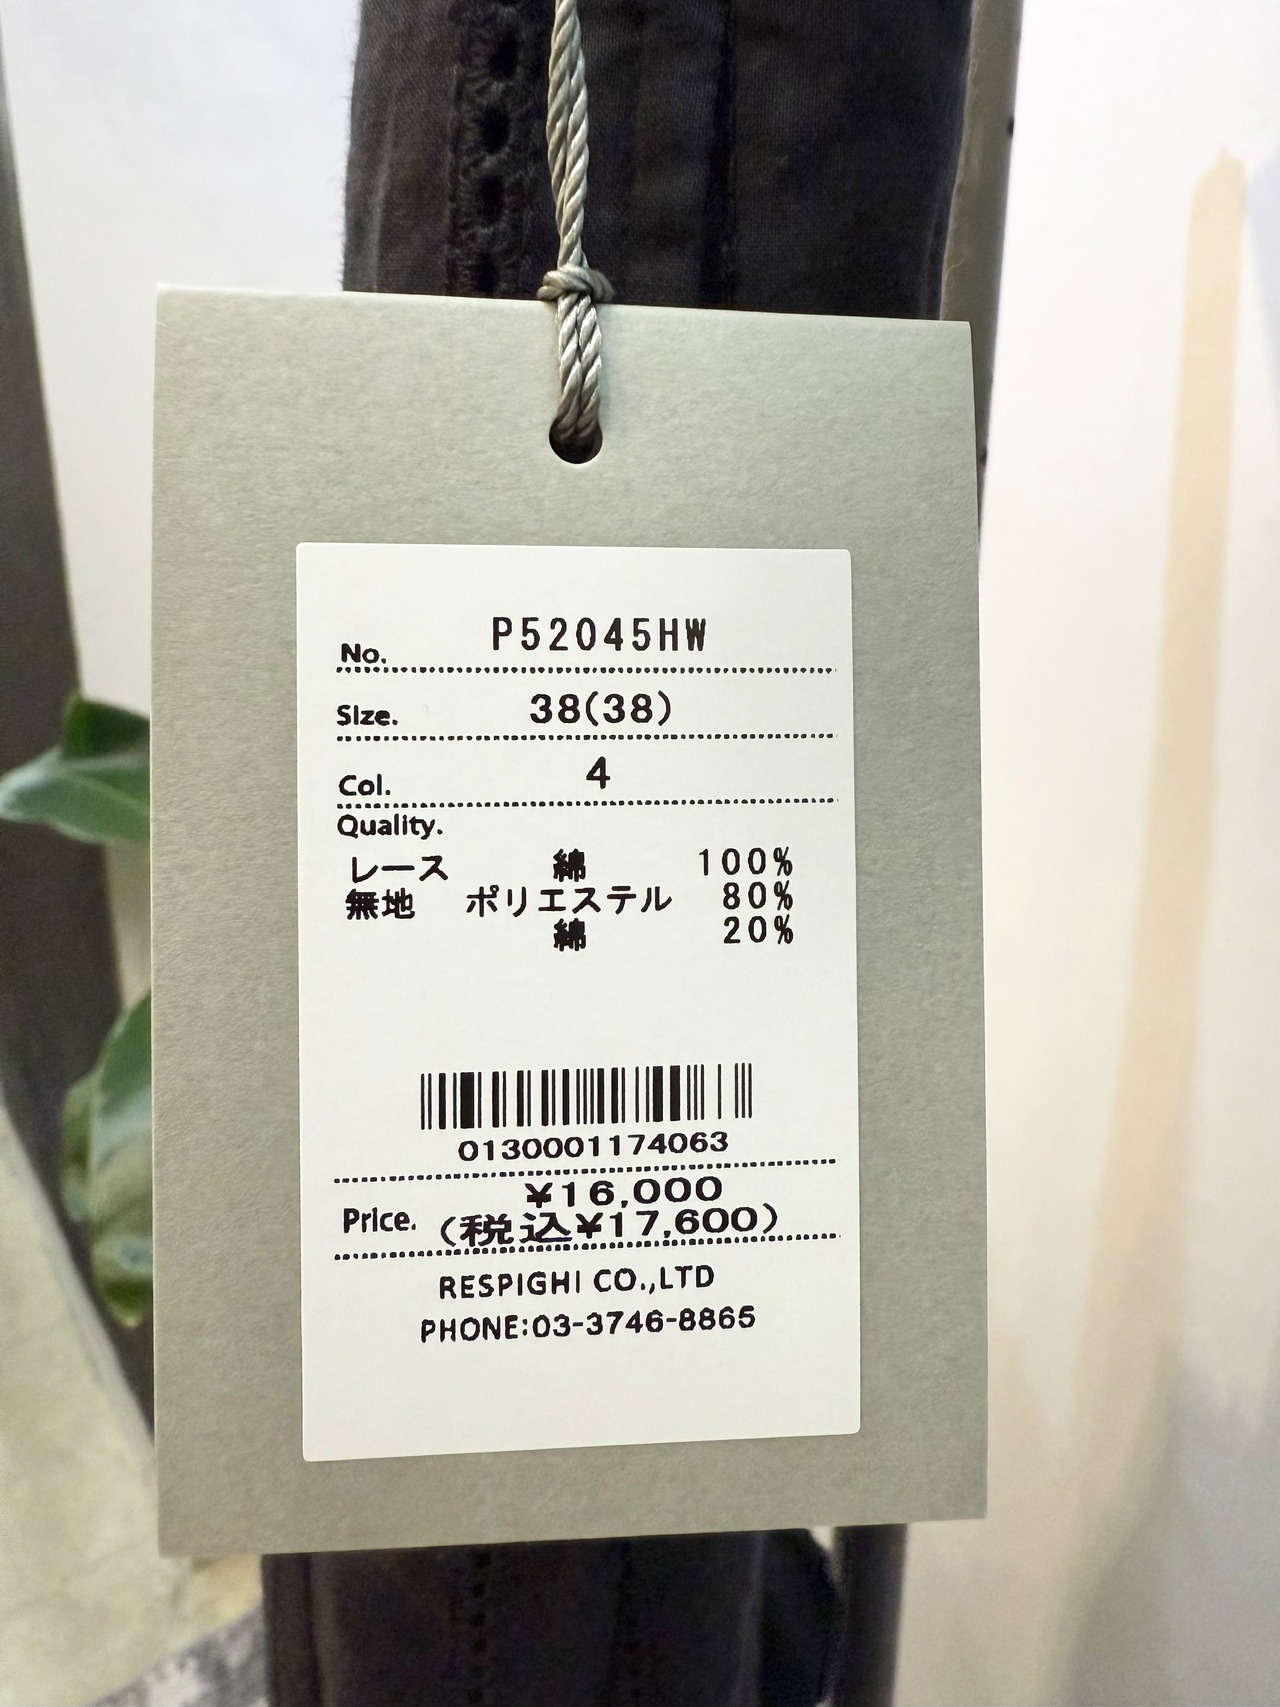 No. P52045HW
Size. 38(38)
Col. 4
Quality.
レース 綿 100%
無地 ポリエステル 80%
綿 20%
0130001174063
¥16,000
Price. (税込¥17,600)
RESPIGHI CO.,LTD
PHONE:03-3746-8865